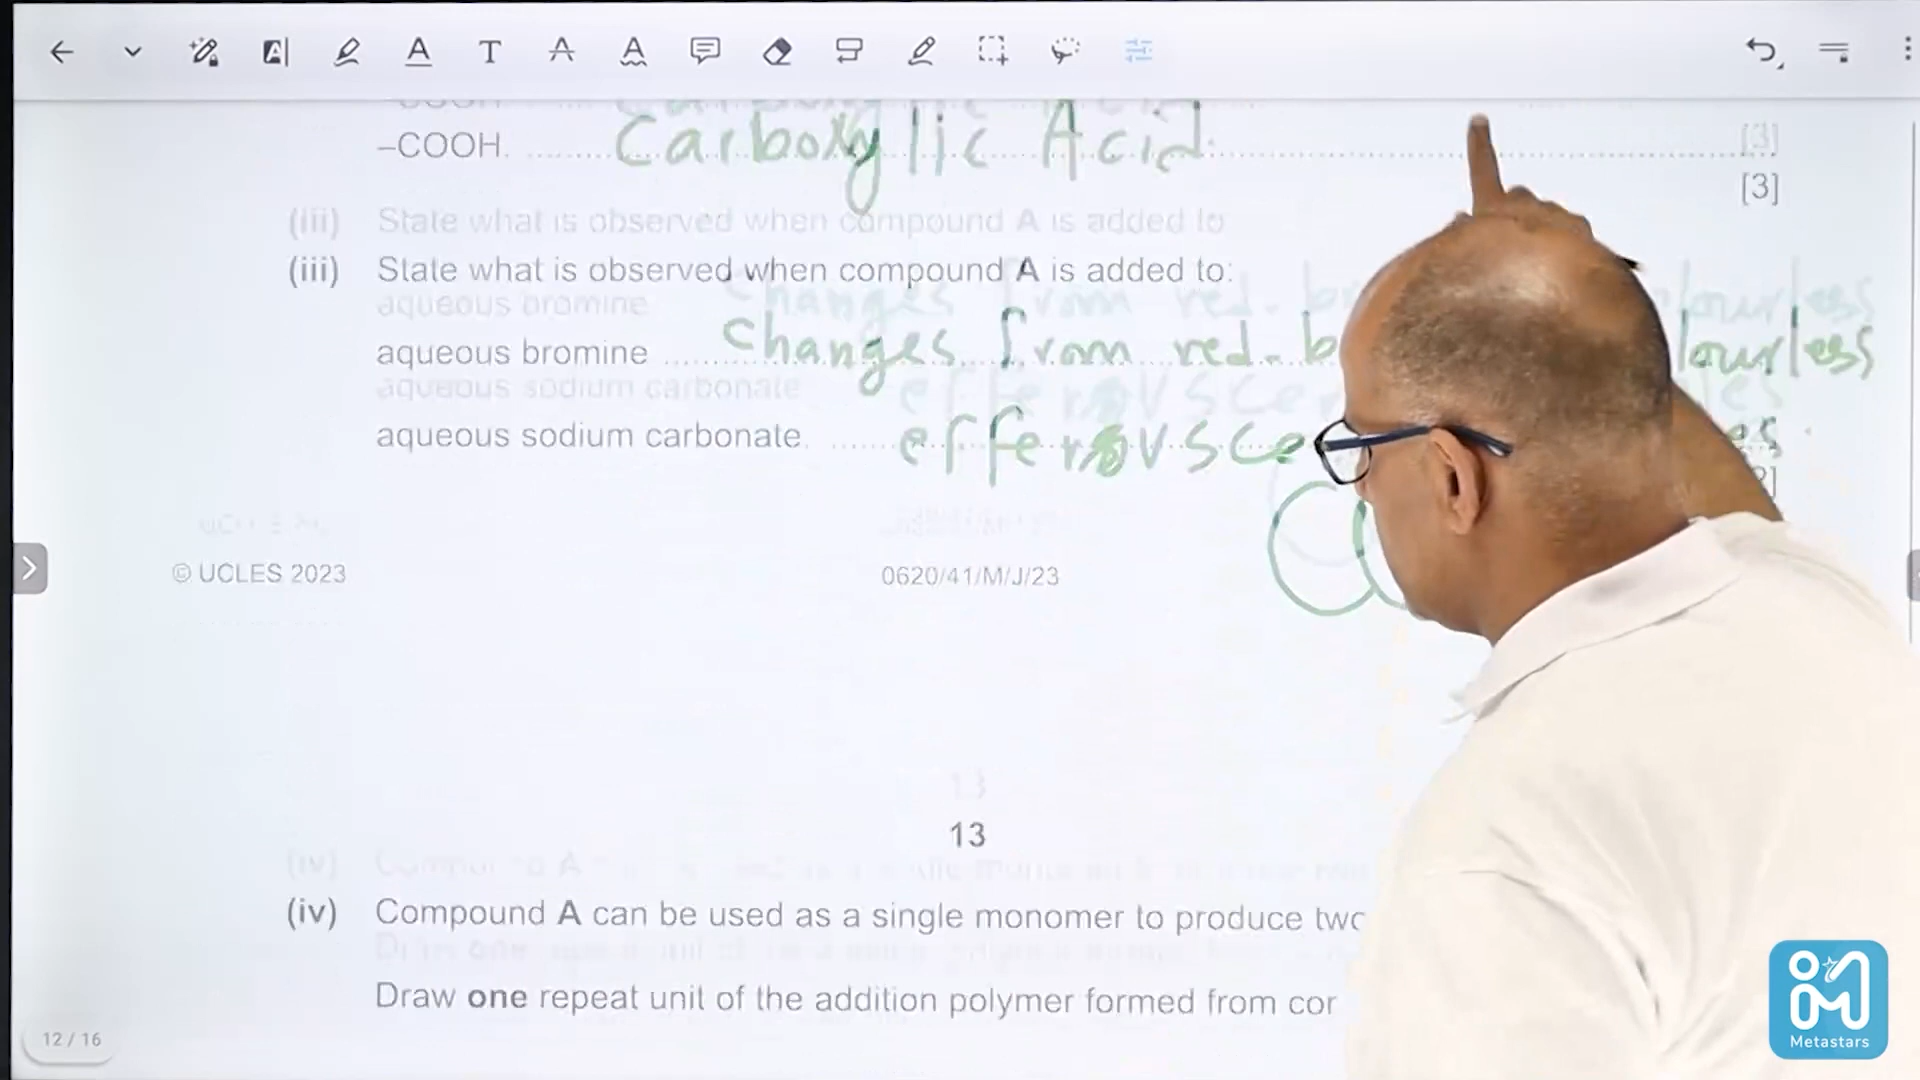 –COOH. Carboxylic Acid
[3]
[3]
(iii) State what is observed when compound A is added to
(iii) State what is observed when compound A is added to:
aqueous bromine
aqueous bromine changes from red-b lourless
aqueous sodium carbonate
aqueous sodium carbonate. effervsce es.
© UCLES 2023 0620/41/M/J/23
13
13
(iv) Compound A can be used as a single monomer to produce two
Draw one repeat unit of the addition polymer formed from cor
12 / 16
Metastars